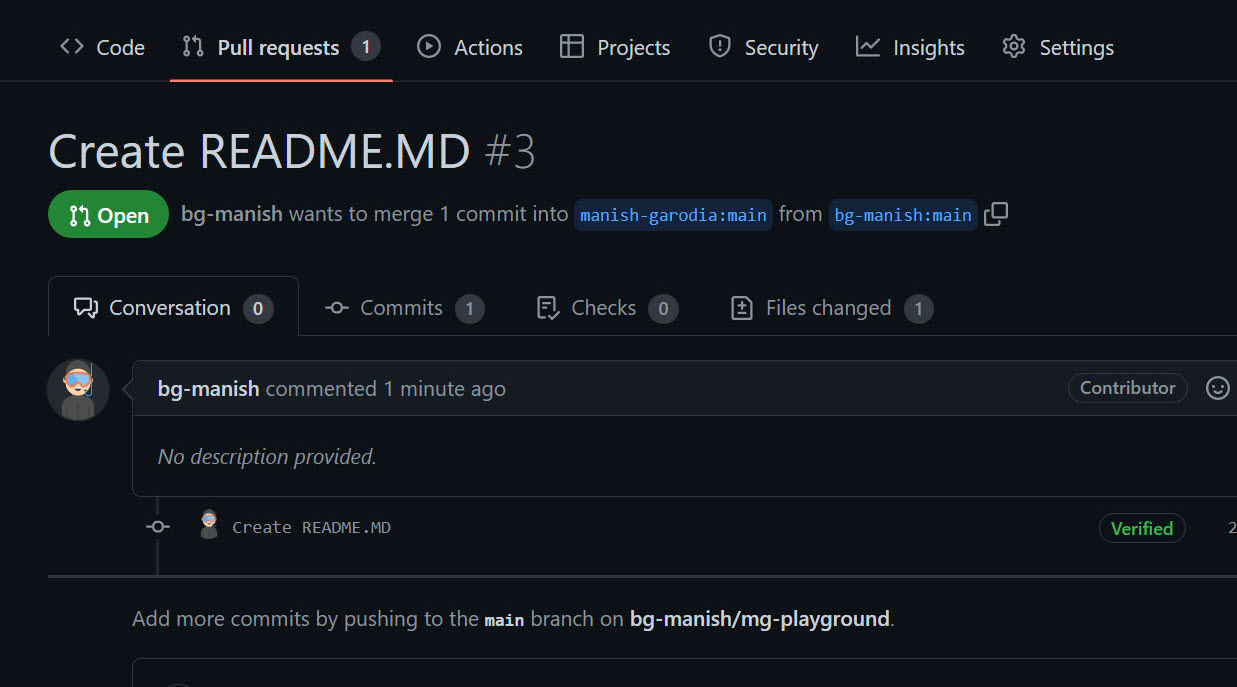 Code Pull requests 1 Actions Projects Security Insights Settings
Create README.MD #3
Open bg-manish wants to merge 1 commit into manish-garodia:main from bg-manish:main
Conversation 0 Commits 1 Checks 0 Files changed 1
bg-manish commented 1 minute ago Contributor
No description provided.
Create README.MD Verified 2
Add more commits by pushing to the main branch on bg-manish/mg-playground.